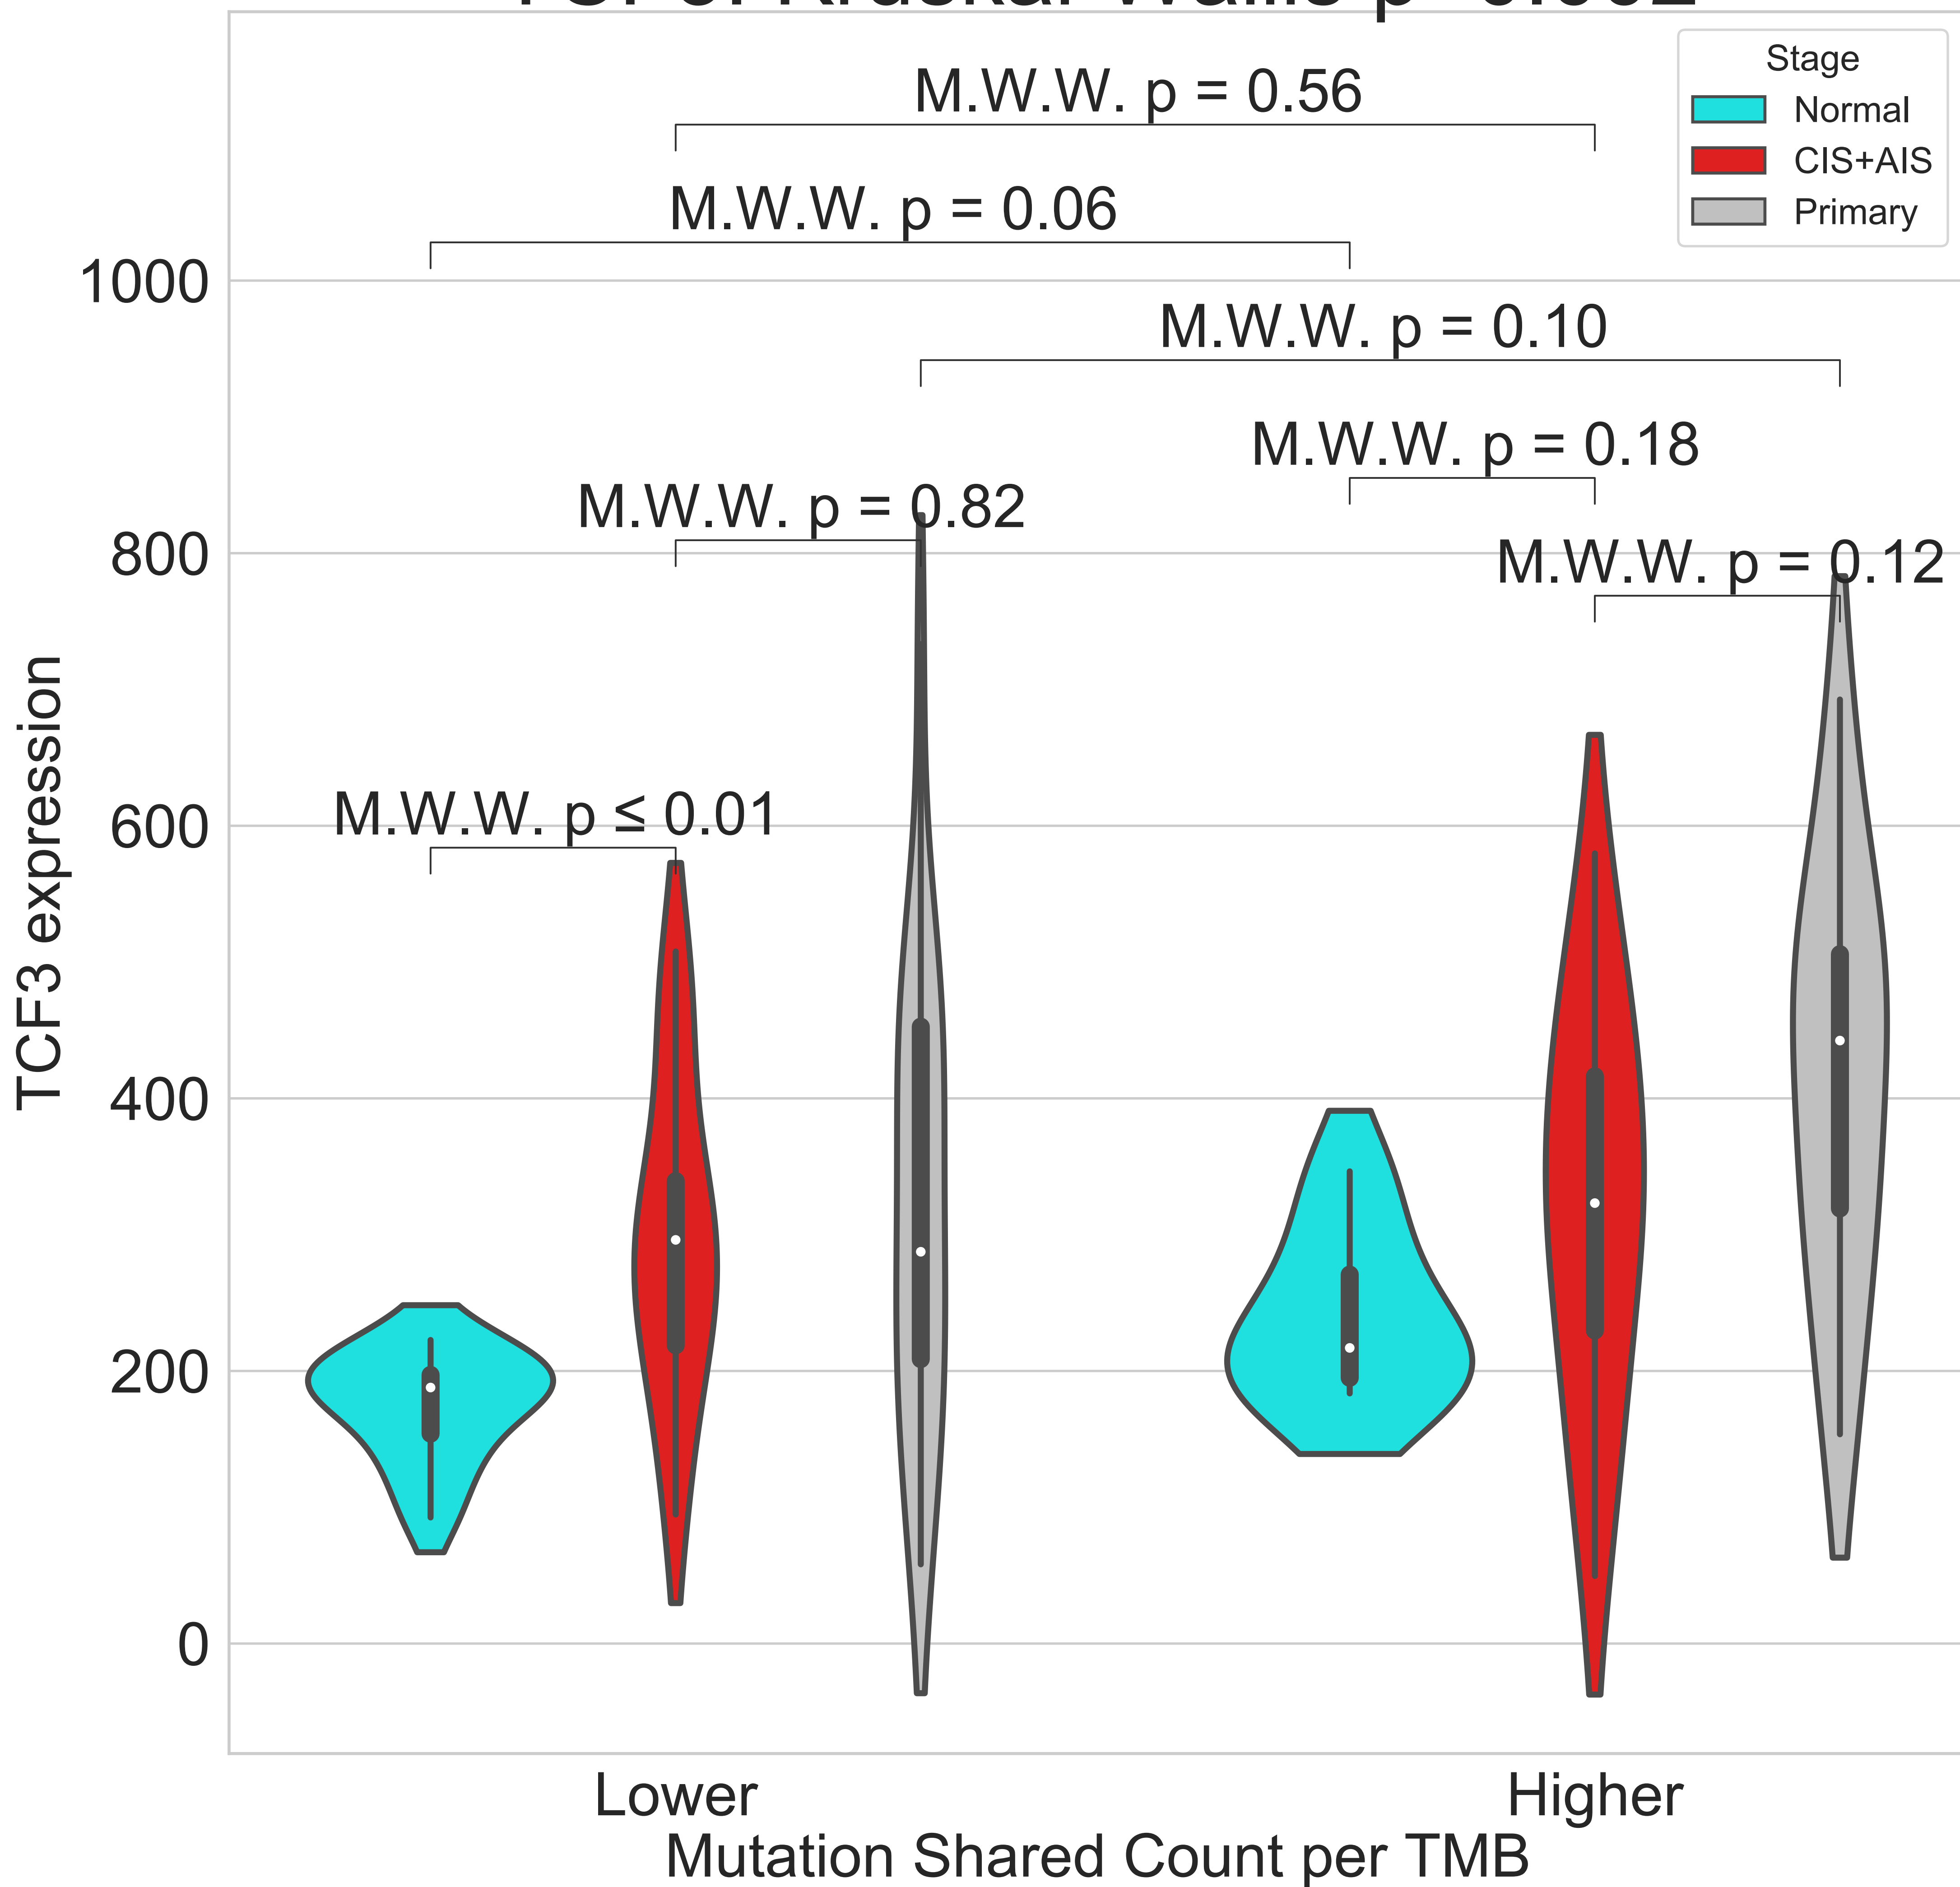 Stage
Normal
CIS+AIS
Primary
M.W.W. p = 0.56
M.W.W. p = 0.06
M.W.W. p = 0.10
M.W.W. p = 0.18
M.W.W. p = 0.82
M.W.W. p = 0.12
M.W.W. p ≤ 0.01
1000
800
600
400
200
0
TCF3 expression
Lower
Higher
Mutation Shared Count per TMB